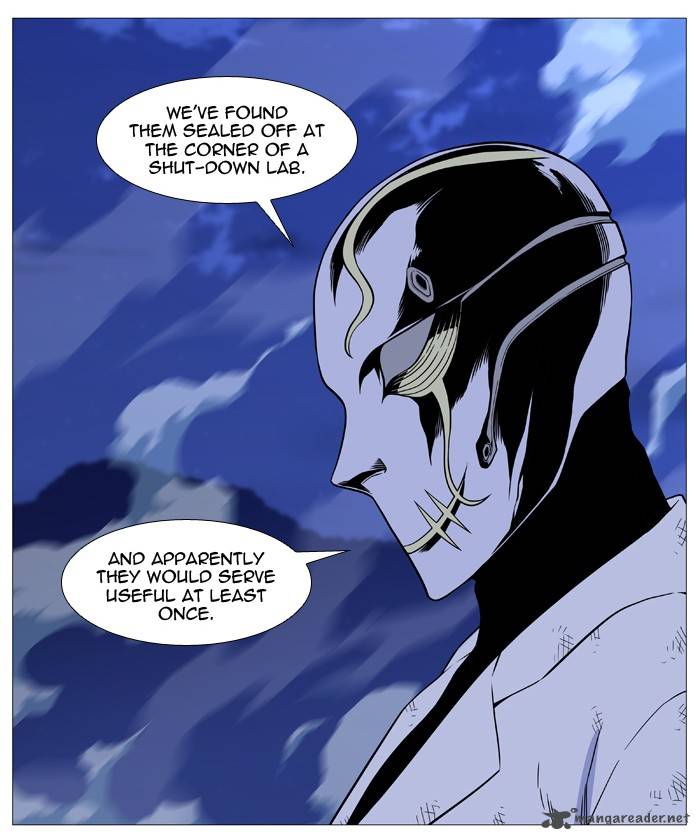 WE'VE FOUND
THEM SEALED OFF AT
THE CORNER OF A
SHUT-DOWN LAB.
AND APPARENTLY
THEY WOULD SERVE
USEFUL AT LEAST
ONCE.
mangareader.net